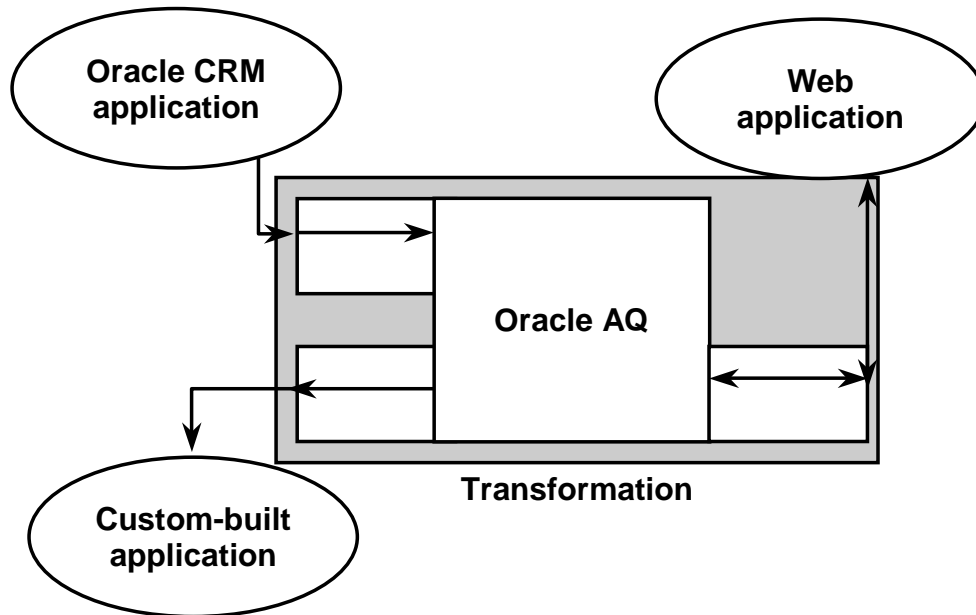 Oracle CRM
application
Web
application
Oracle AQ
Transformation
Custom-built
application